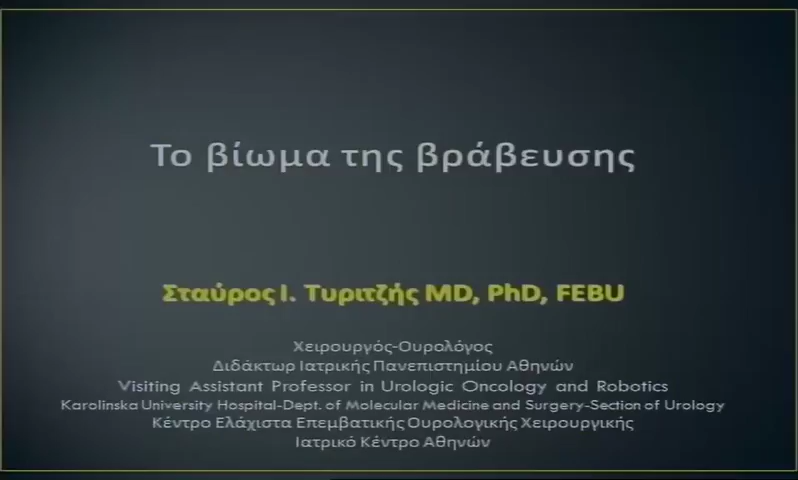 Το βίωμα της βράβευσης
Σταύρος Ι. Τυριτζής MD, PhD, FEBU
Χειρουργός-Ουρολόγος
Διδάκτωρ Ιατρικής Πανεπιστημίου Αθηνών
Visiting Assistant Professor in Urologic Oncology and Robotics
Karolinska University Hospital-Dept. of Molecular Medicine and Surgery-Section of Urology
Κέντρο Ελάχιστα Επεμβατικής Ουρολογικής Χειρουργικής
Ιατρικό Κέντρο Αθηνών